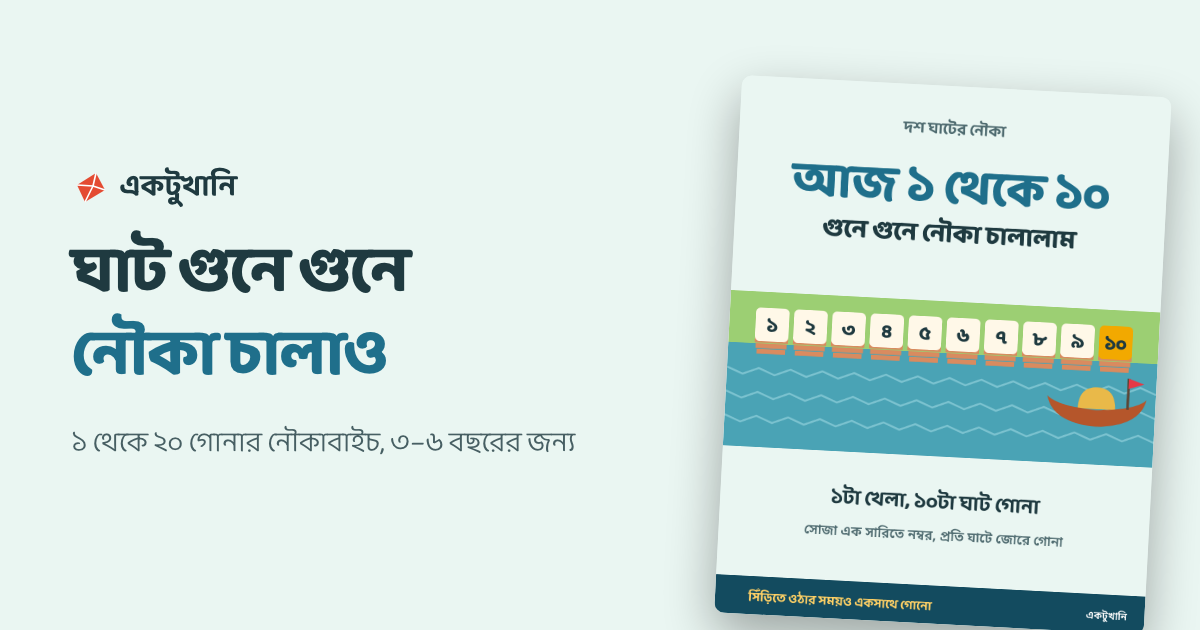 একটুখানি
ঘাট গুনে গুনে
নৌকা চালাও
১ থেকে ২০ গোনার নৌকাবাইচ, ৩–৬ বছরের জন্য
দশ ঘাটের নৌকা
আজ ১ থেকে ১০
গুনে গুনে নৌকা চালালাম
১ ২ ৩ ৪ ৫ ৬ ৭ ৮ ৯ ১০
১টা খেলা, ১০টা ঘাট গোনা
সোজা এক সারিতে নম্বর, প্রতি ঘাটে জোরে গোনা
সিঁড়িতে ওঠার সময়ও একসাথে গোনো
একটুখানি